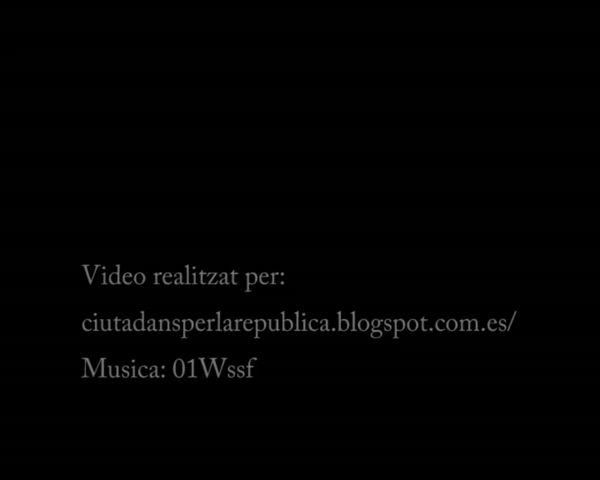 Video realitzat per:
ciutadansperlarepublica.blogspot.com.es/
Musica: 01Wssf